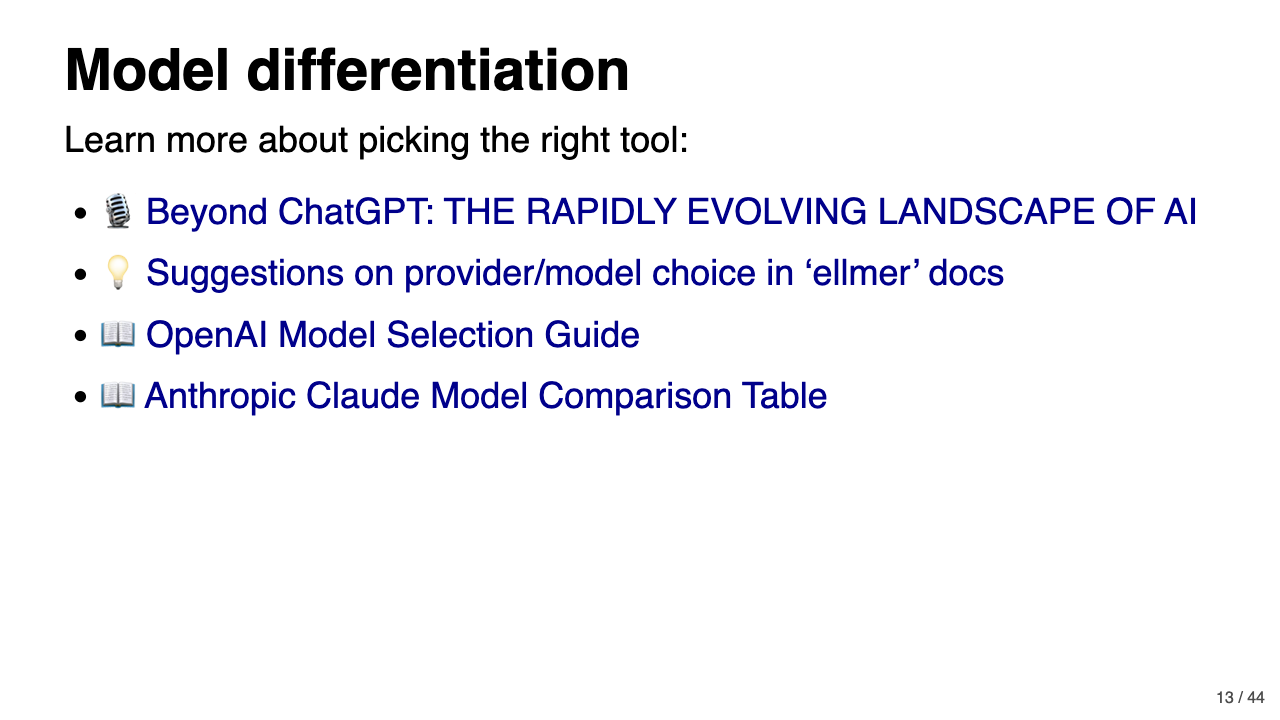 Model differentiation
Learn more about picking the right tool:
• 🎙️ Beyond ChatGPT: THE RAPIDLY EVOLVING LANDSCAPE OF AI
• 💡 Suggestions on provider/model choice in ‘ellmer’ docs
• 📖 OpenAI Model Selection Guide
• 📖 Anthropic Claude Model Comparison Table
13 / 44